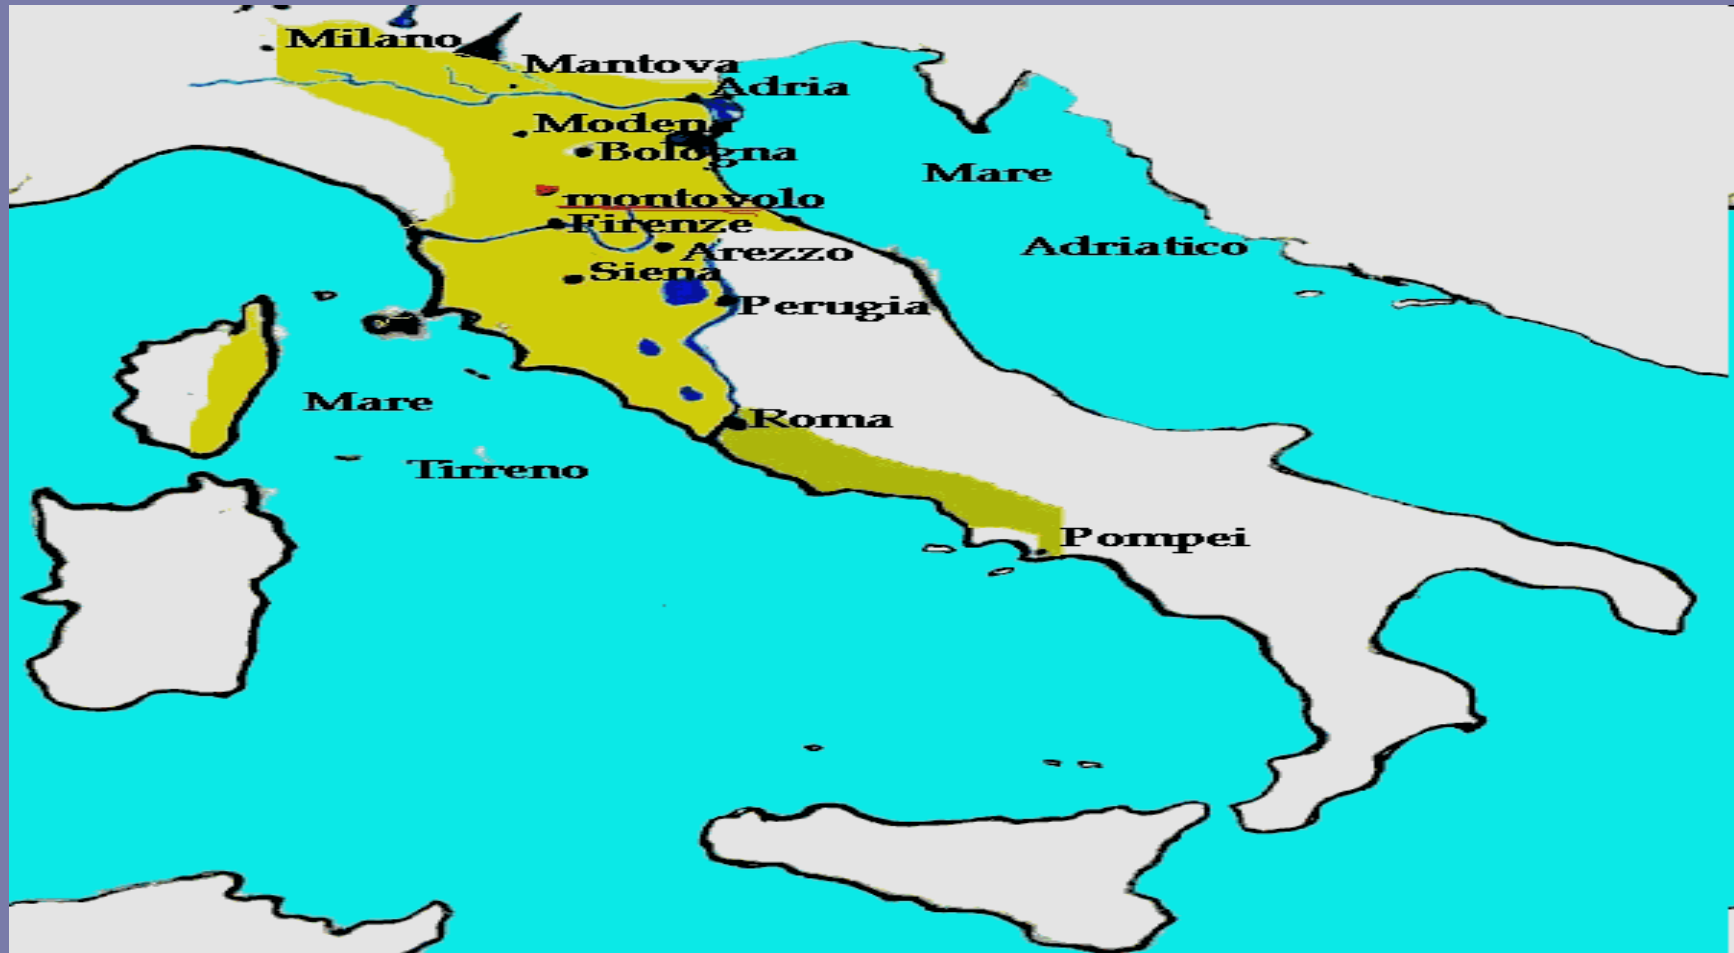 Milano
Mantova
Adria
Modena
Bologna
Mare
montovolo
Firenze
Adriatico
Arezzo
Siena
Perugia
Mare
Roma
Tirreno
Pompei